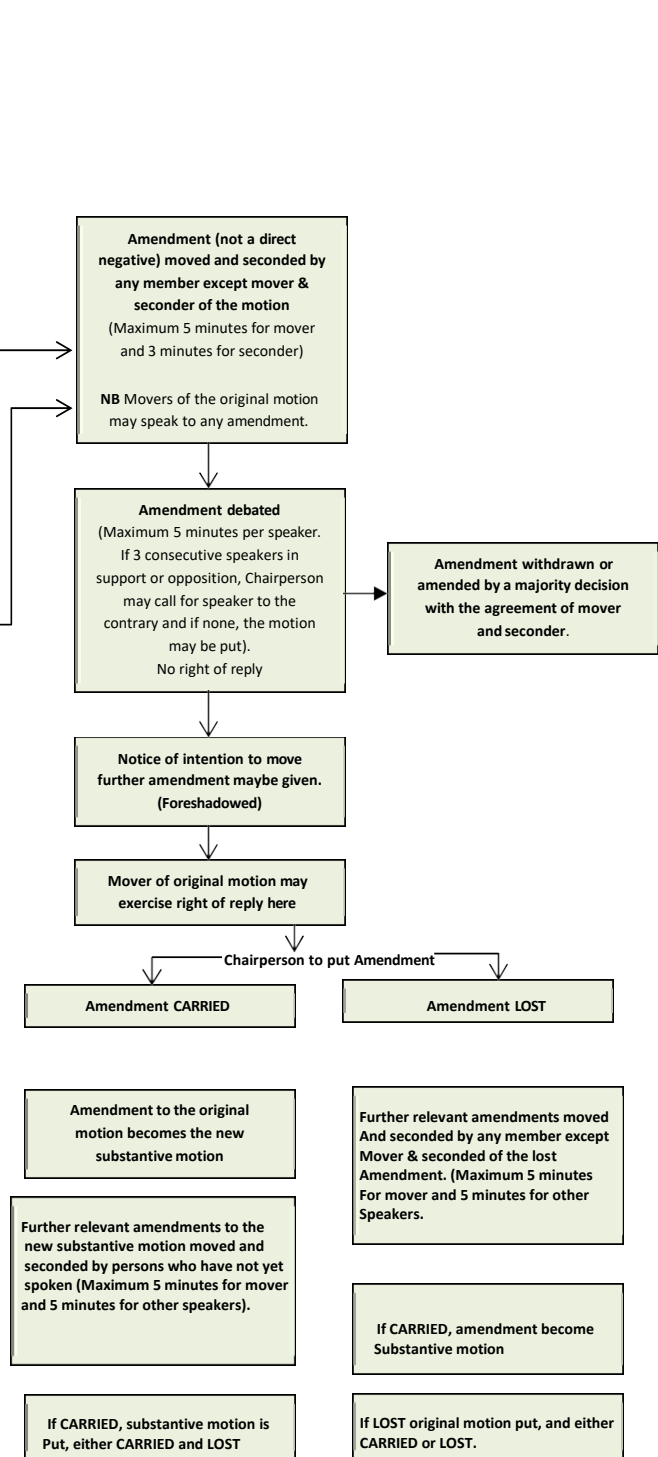 Amendment (not a direct
negative) moved and seconded by
any member except mover &
seconder of the motion
(Maximum 5 minutes for mover
and 3 minutes for seconder)
NB Movers of the original motion
may speak to any amendment.
Amendment debated
(Maximum 5 minutes per speaker.
If 3 consecutive speakers in
support or opposition, Chairperson
may call for speaker to the
contrary and if none, the motion
may be put).
No right of reply
Amendment withdrawn or
amended by a majority decision
with the agreement of mover
and seconder.
Notice of intention to move
further amendment maybe given.
(Foreshadowed)
Mover of original motion may
exercise right of reply here
Chairperson to put Amendment
Amendment CARRIED
Amendment LOST
Amendment to the original
motion becomes the new
substantive motion
Further relevant amendments to the
new substantive motion moved and
seconded by persons who have not yet
spoken (Maximum 5 minutes for mover
and 5 minutes for other speakers).
If CARRIED, substantive motion is
Put, either CARRIED and LOST
Further relevant amendments moved
And seconded by any member except
Mover & seconded of the lost
Amendment. (Maximum 5 minutes
For mover and 5 minutes for other
Speakers.
If CARRIED, amendment become
Substantive motion
If LOST original motion put, and either
CARRIED or LOST.